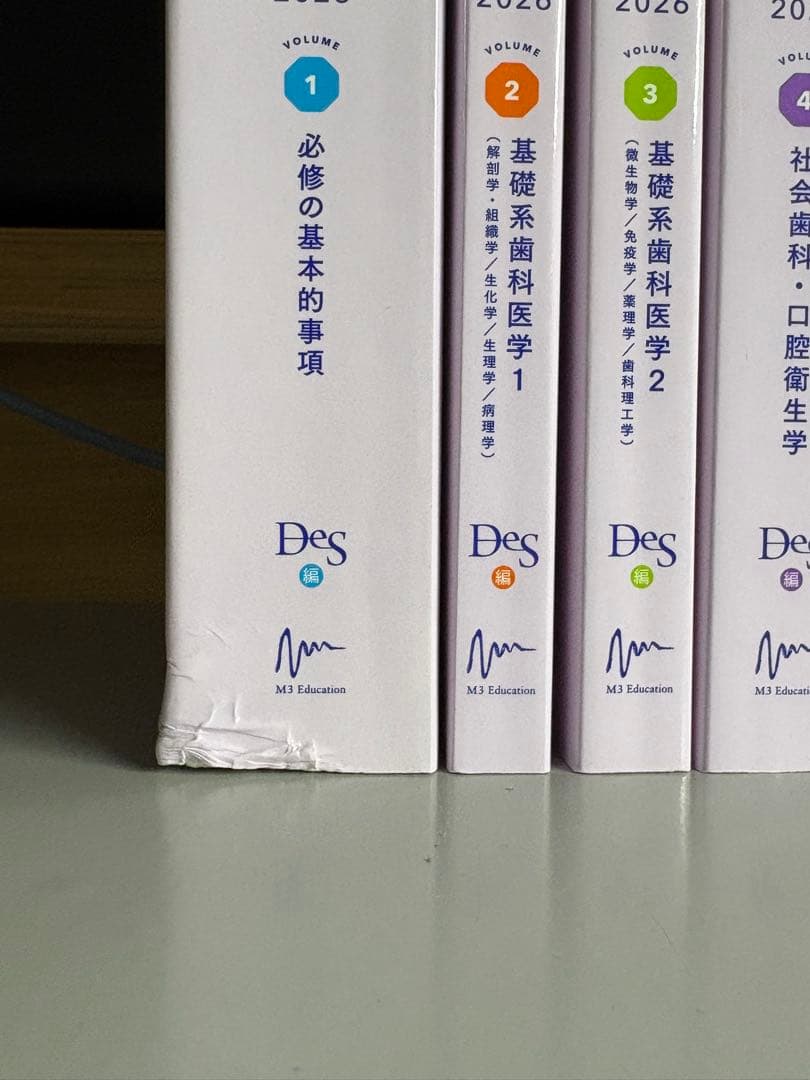 2026
VOLUME
1
必修の基本的事項
DES
編
M3 Education
2026
VOLUME
2
基礎系歯科医学1
(解剖学・組織学/生化学/生理学/病理学)
DES
編
M3 Education
2026
VOLUME
3
基礎系歯科医学2
(微生物学/免疫学/薬理学/歯科理工学)
DES
編
M3 Education
4
社会歯科・口腔衛生学
編